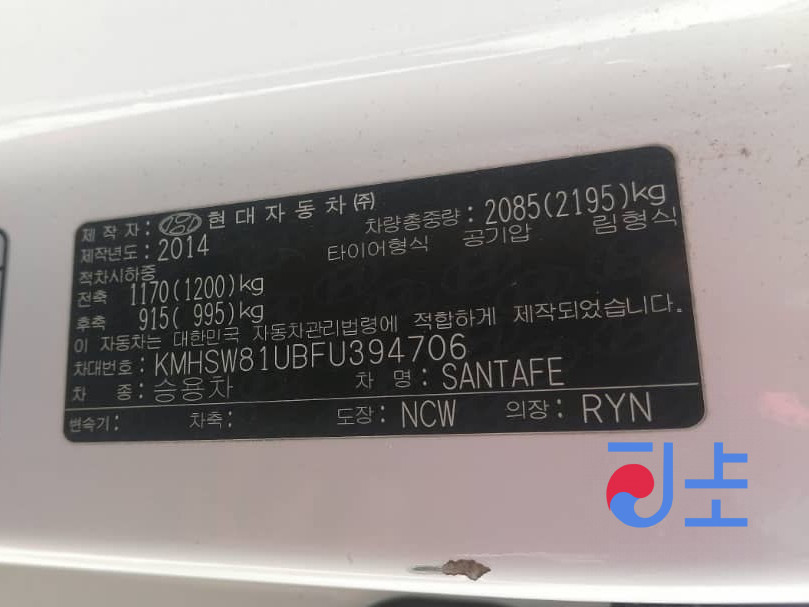 제 작 자 : 현 대 자 동 차 ㈜
제작년도 : 2014 차량총중량 : 2085(2195)kg
적차시하중 타이어형식 공기압 림형식
전축 1170(1200)kg
후축 915( 995)kg
이 자동차는 대한민국 자동차관리법령에 적합하게 제작되었습니다.
차대번호 : KMHSW81UBFU394706
차 종 : 승용차 차 명 : SANTAFE
변속기 : 차축 : 도장 : NCW 의장 : RYN